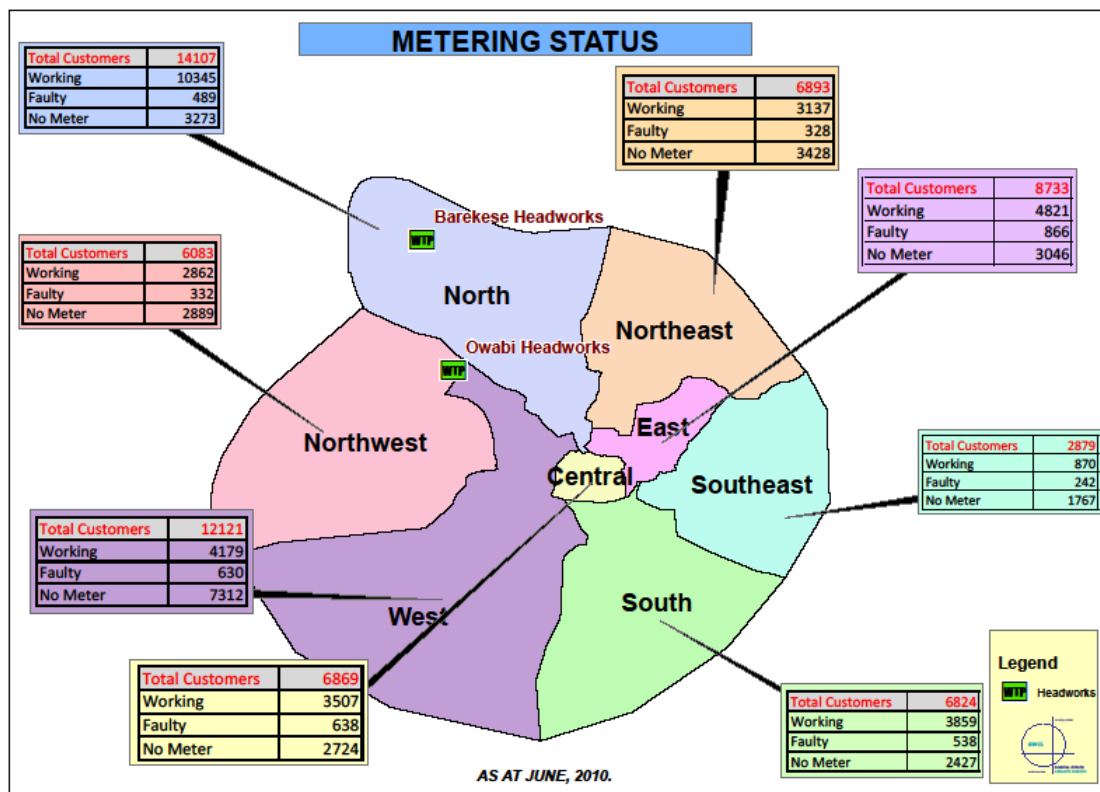 METERING STATUS
Total Customers 14107
Working 10345
Faulty 489
No Meter 3273
Total Customers 6893
Working 3137
Faulty 328
No Meter 3428
Total Customers 8733
Working 4821
Faulty 866
No Meter 3046
Total Customers 6083
Working 2862
Faulty 332
No Meter 2889
Barekese Headworks
WTP
North
Northeast
Owabi Headworks
WTP
East
Northwest
Central
Southeast
Total Customers 2879
Working 870
Faulty 242
No Meter 1767
Total Customers 12121
Working 4179
Faulty 630
No Meter 7312
West
South
Total Customers 6869
Working 3507
Faulty 638
No Meter 2724
Total Customers 6824
Working 3859
Faulty 538
No Meter 2427
Legend
WTP Headworks
AS AT JUNE, 2010.